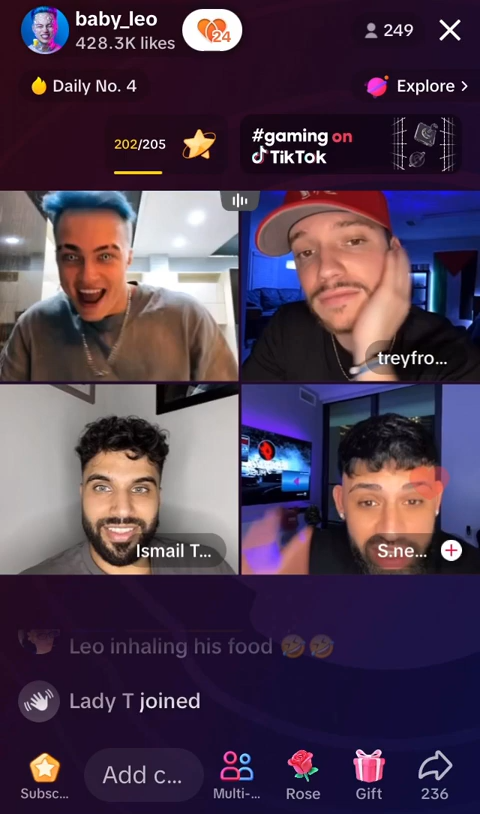 baby_leo
428.3K likes
24
249
Daily No. 4
Explore >
202/205
#gaming on
TikTok
treyfro...
Ismail T...
S.ne...
Leo inhaling his food 🤣🤣
Lady T joined
Subsc...
Add c...
Multi-...
Rose
Gift
236